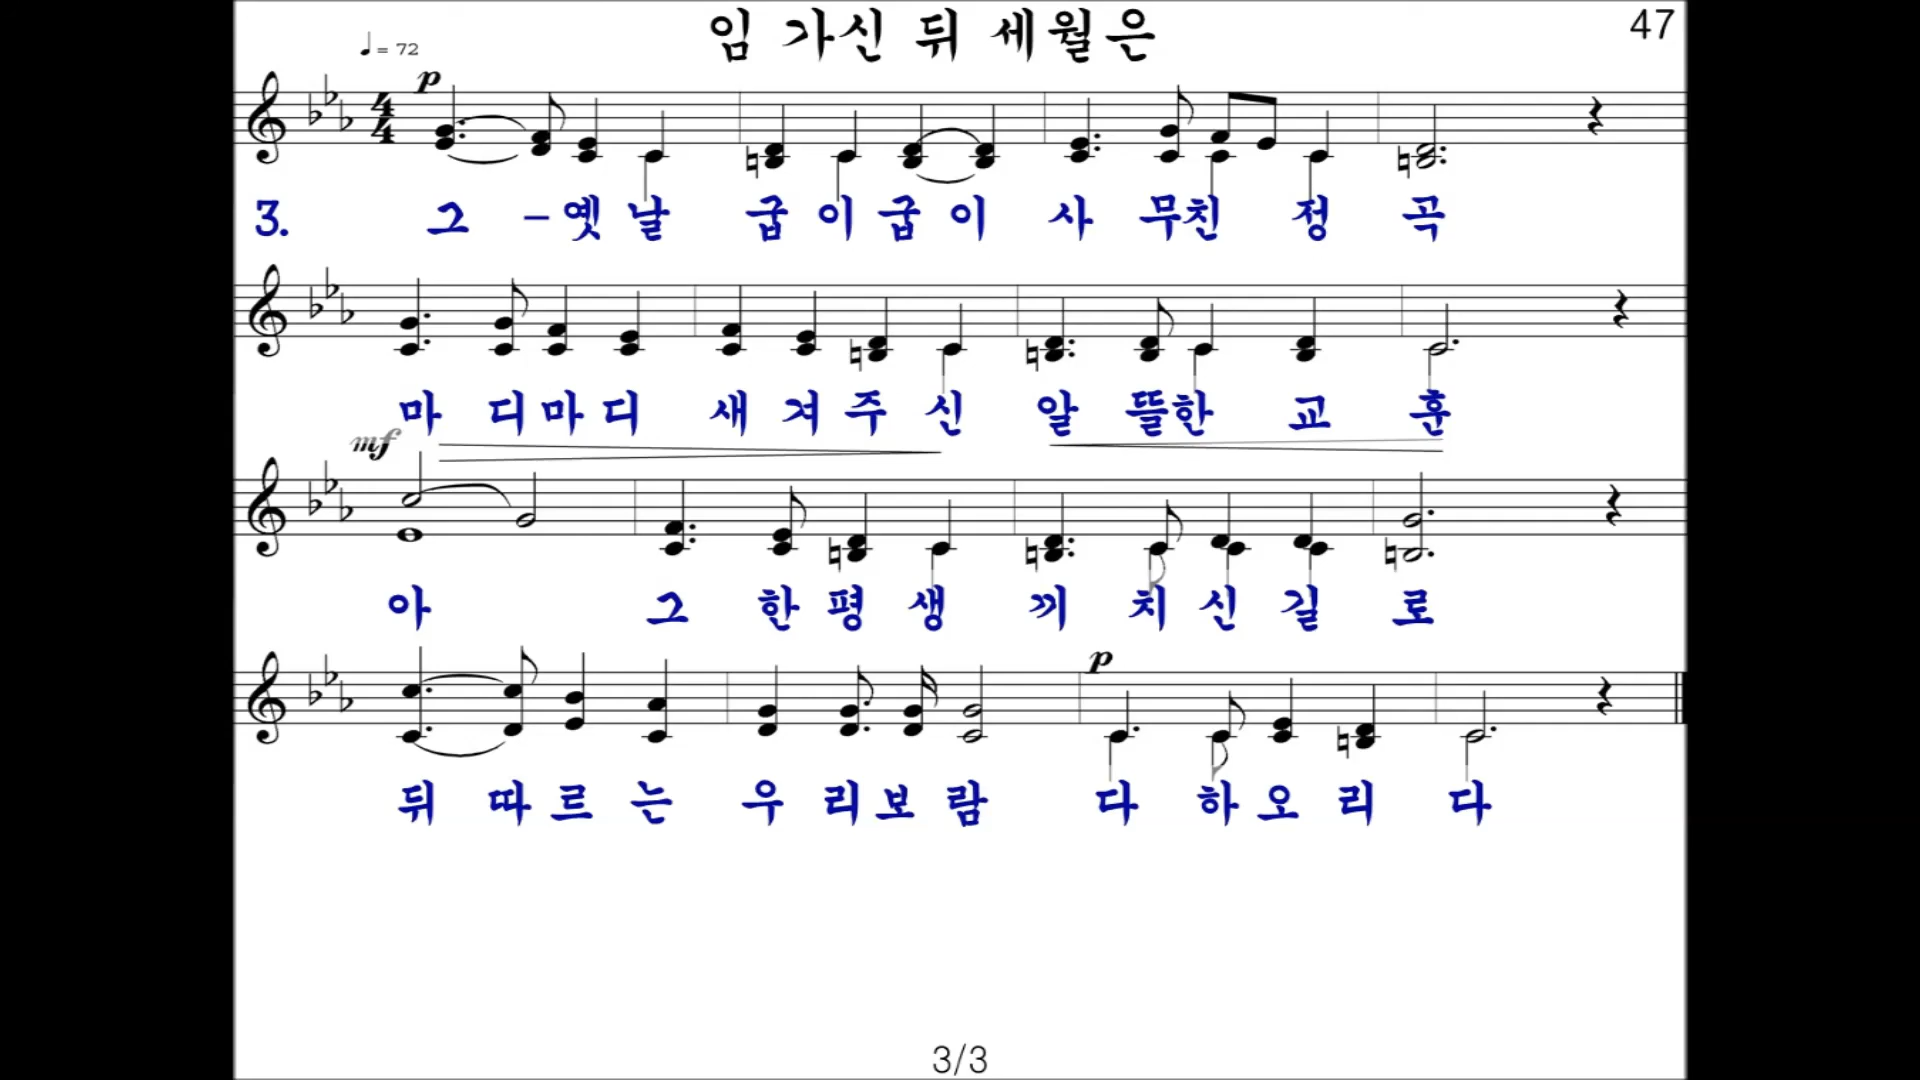 임 가신 뒤 세월은
47
♩= 72
p
3. 그 -옛 날 굽 이 굽 이 사 무친 정 곡
마 디 마 디 새 겨 주 신 알 뜰한 교 훈
mf
아 그 한 평 생 끼 치 신 길 로
p
뒤 따 르 는 우 리 보 람 다 하 오 리 다
3/3